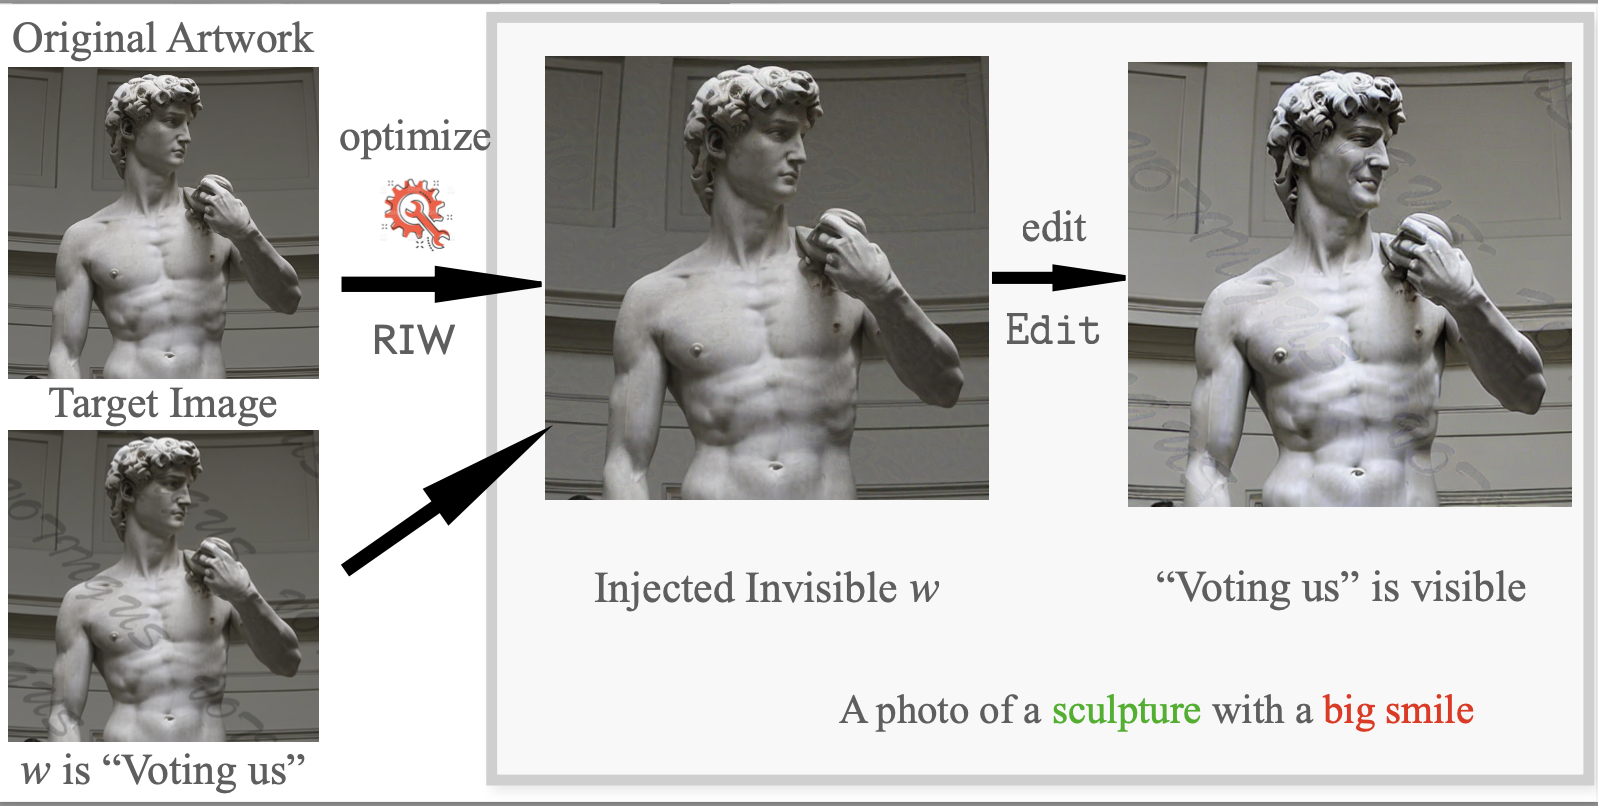 Original Artwork
optimize
RIW
Target Image
w is “Voting us”
edit
Edit
Injected Invisible w
“Voting us” is visible
A photo of a sculpture with a big smile